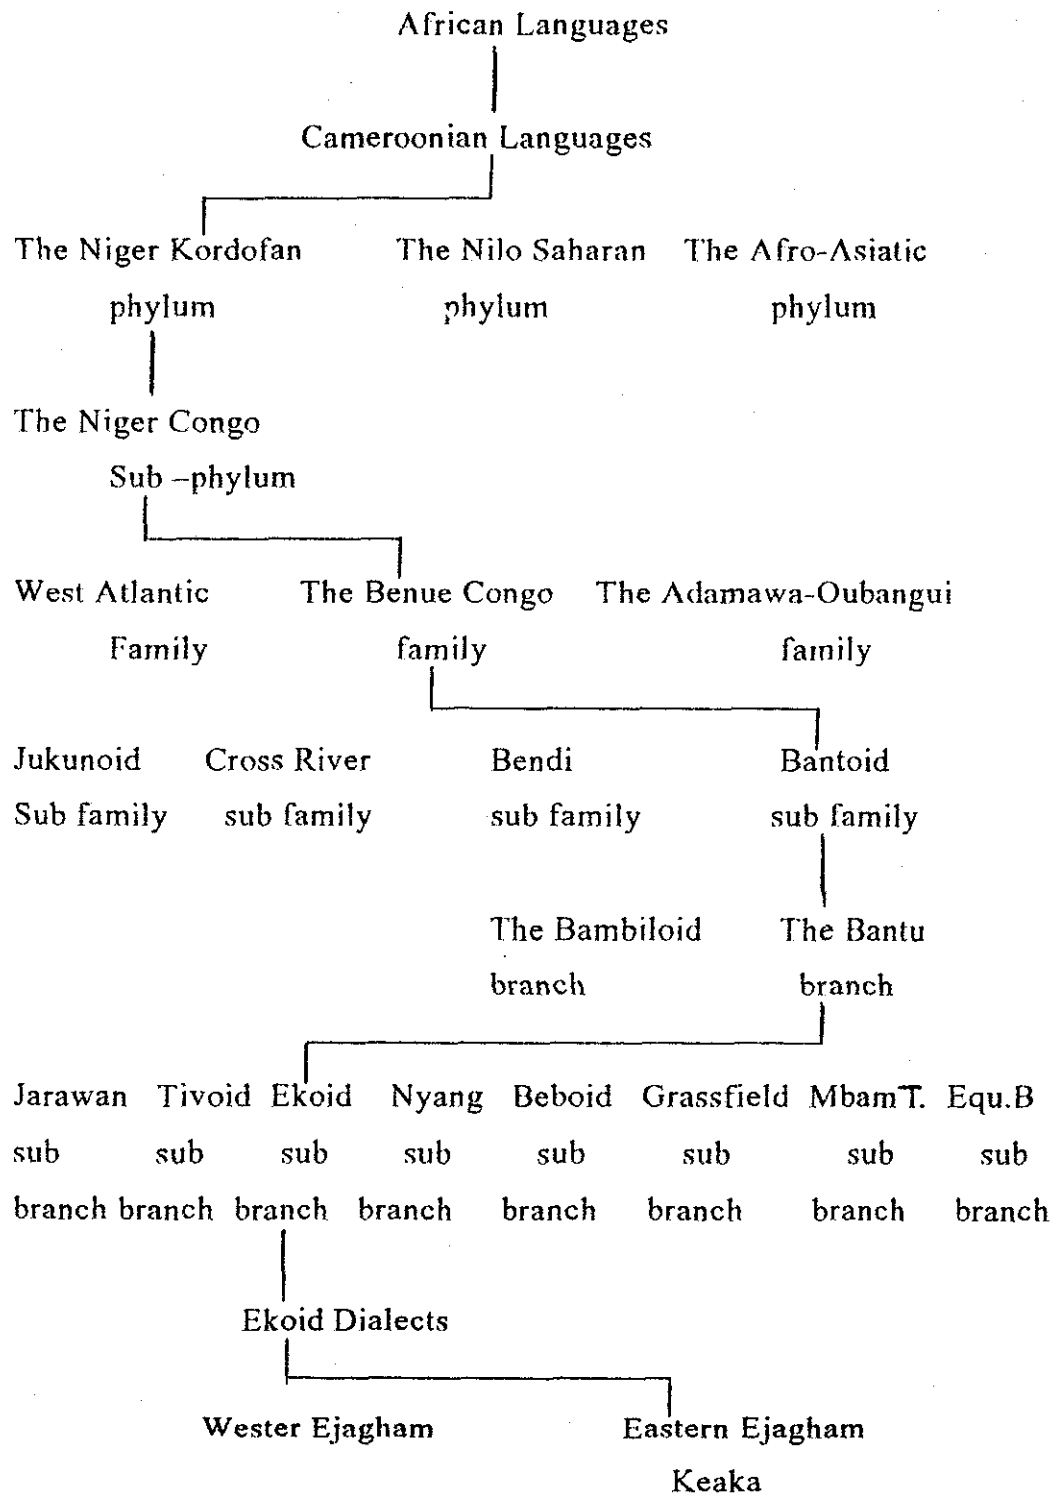 African Languages
Cameroonian Languages
The Niger Kordofan The Nilo Saharan The Afro-Asiatic
phylum phylum phylum
The Niger Congo
Sub –phylum
West Atlantic The Benue Congo The Adamawa-Oubangui
Family family family
Jukunoid Cross River Bendi Bantoid
Sub family sub family sub family sub family
The Bambiloid The Bantu
branch branch
Jarawan Tivoid Ekoid Nyang Beboid Grassfield Mbam T. Equ.B
sub sub sub sub sub sub sub sub
branch branch branch branch branch branch branch branch
Ekoid Dialects
Wester Ejagham Eastern Ejagham
Keaka